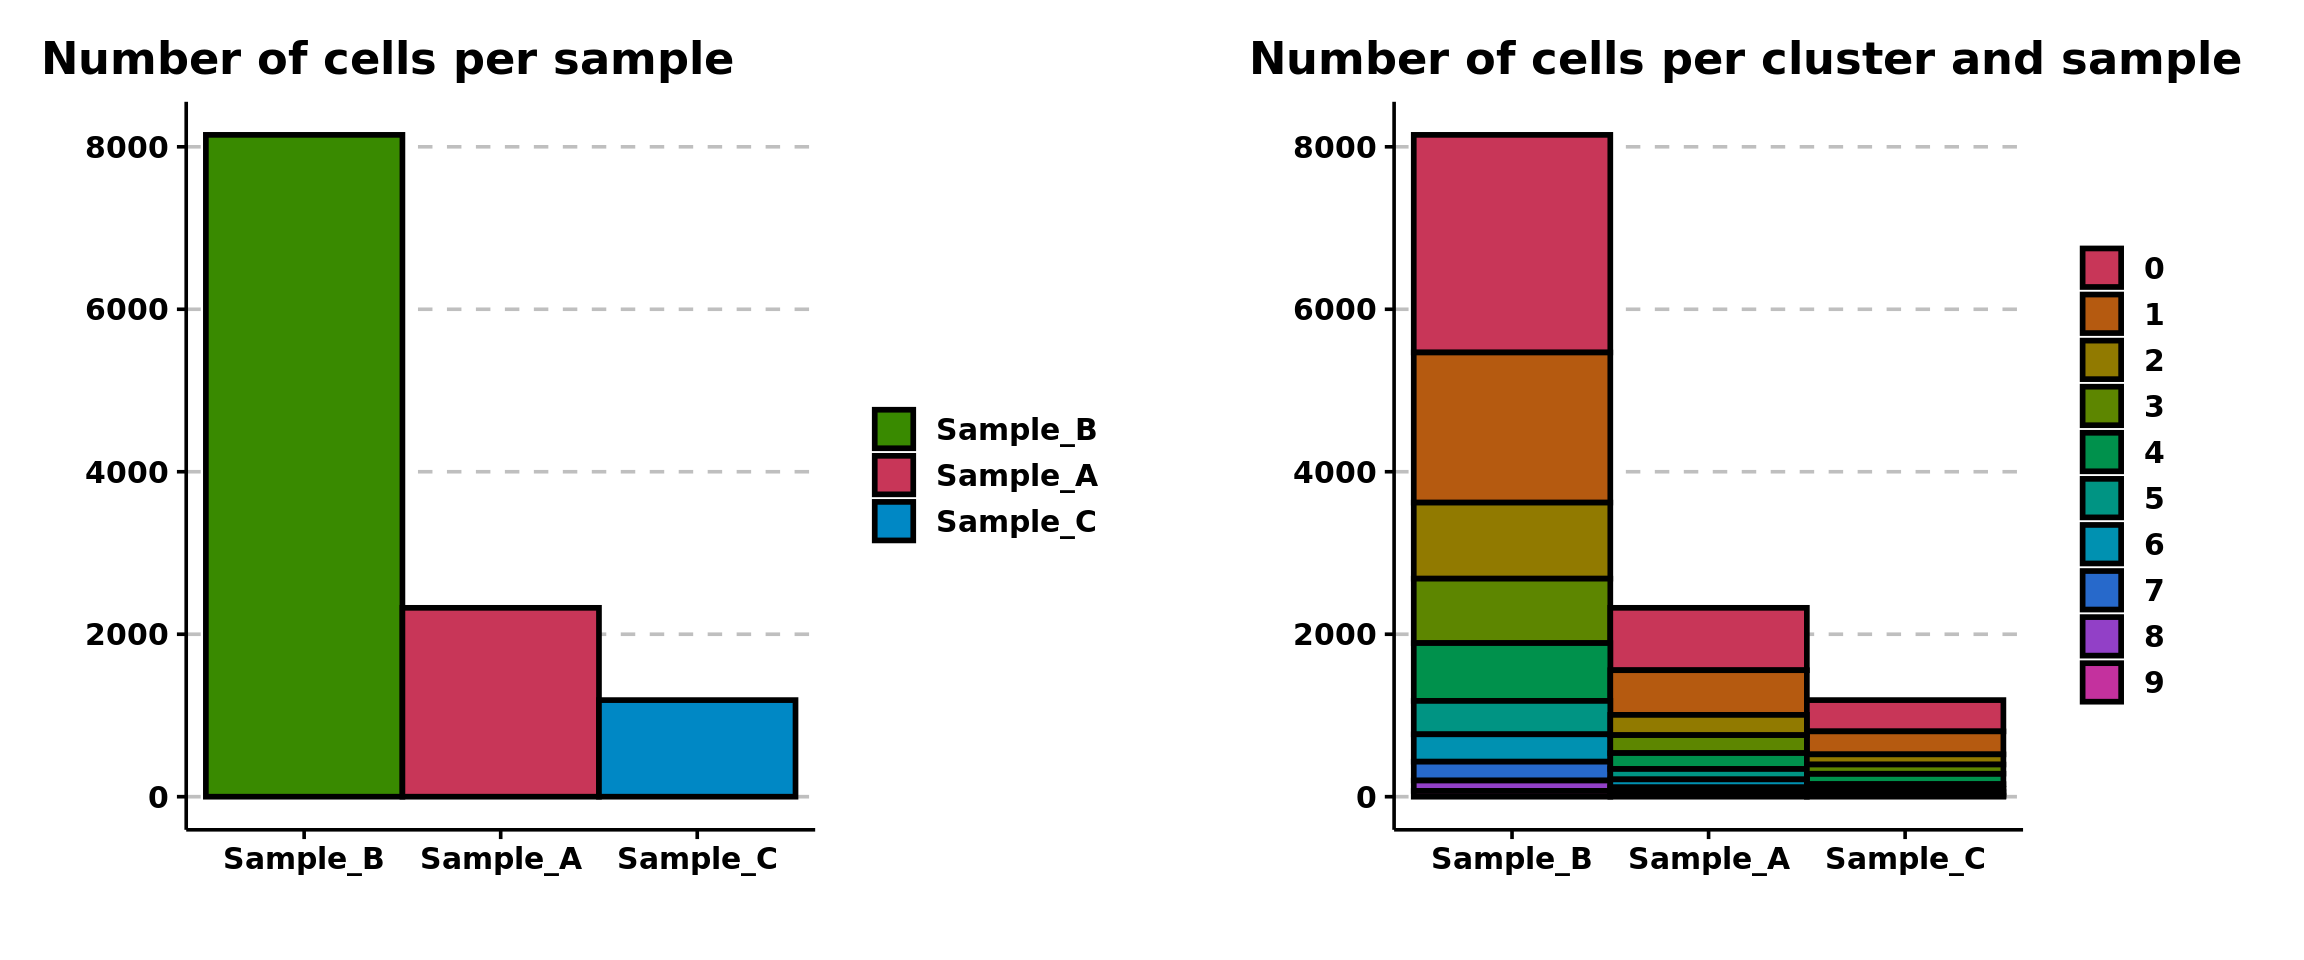 Number of cells per sample
8000
6000
4000
2000
0
Sample_B Sample_A Sample_C
Sample_B
Sample_A
Sample_C
Number of cells per cluster and sample
8000
6000
4000
2000
0
Sample_B Sample_A Sample_C
0
1
2
3
4
5
6
7
8
9